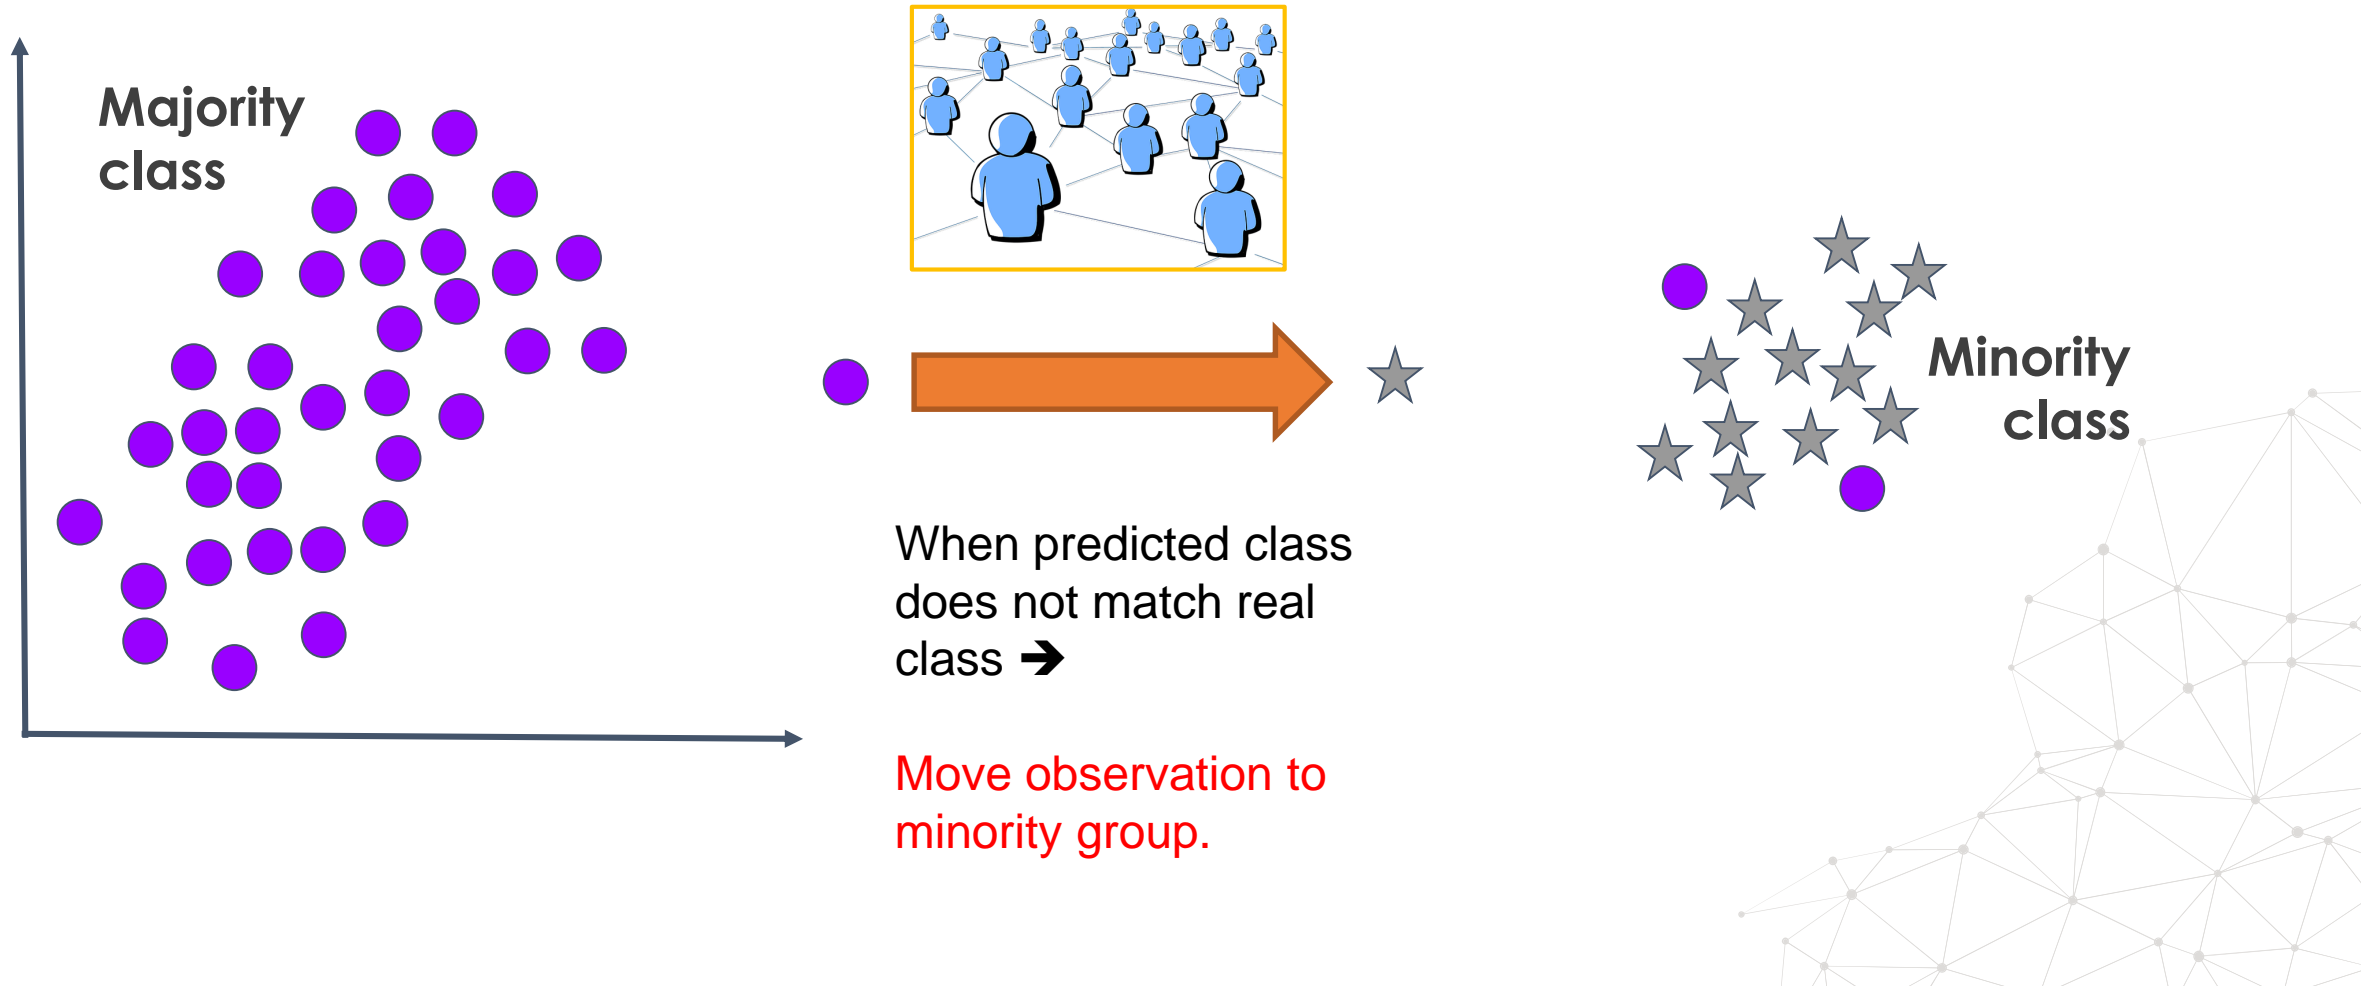 Majority
class
When predicted class
does not match real
class ➔
Move observation to
minority group.
Minority
class